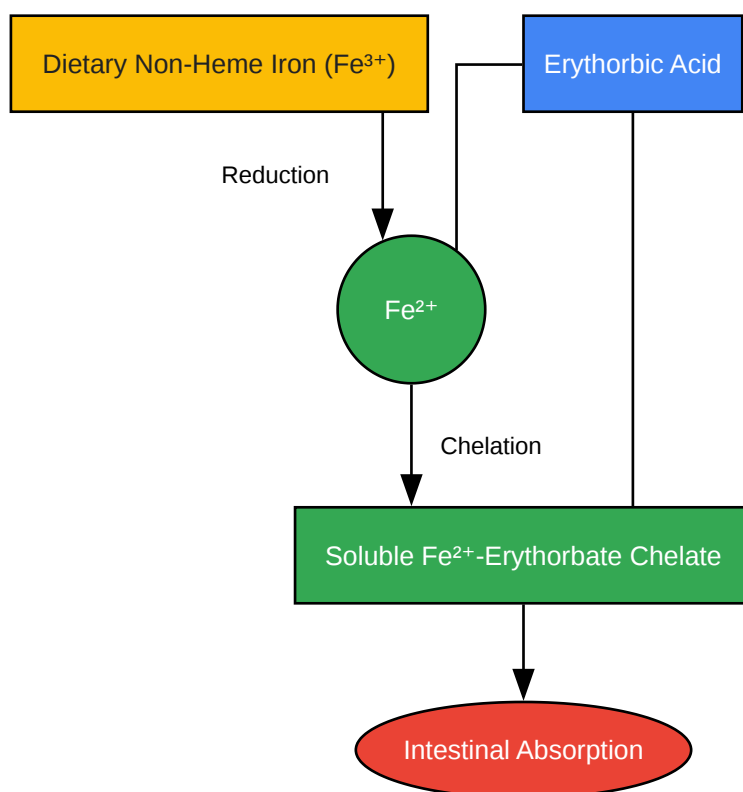 Dietary Non-Heme Iron (Fe³⁺)
Erythorbic Acid
Reduction
Fe²⁺
Chelation
Soluble Fe²⁺-Erythorbate Chelate
Intestinal Absorption